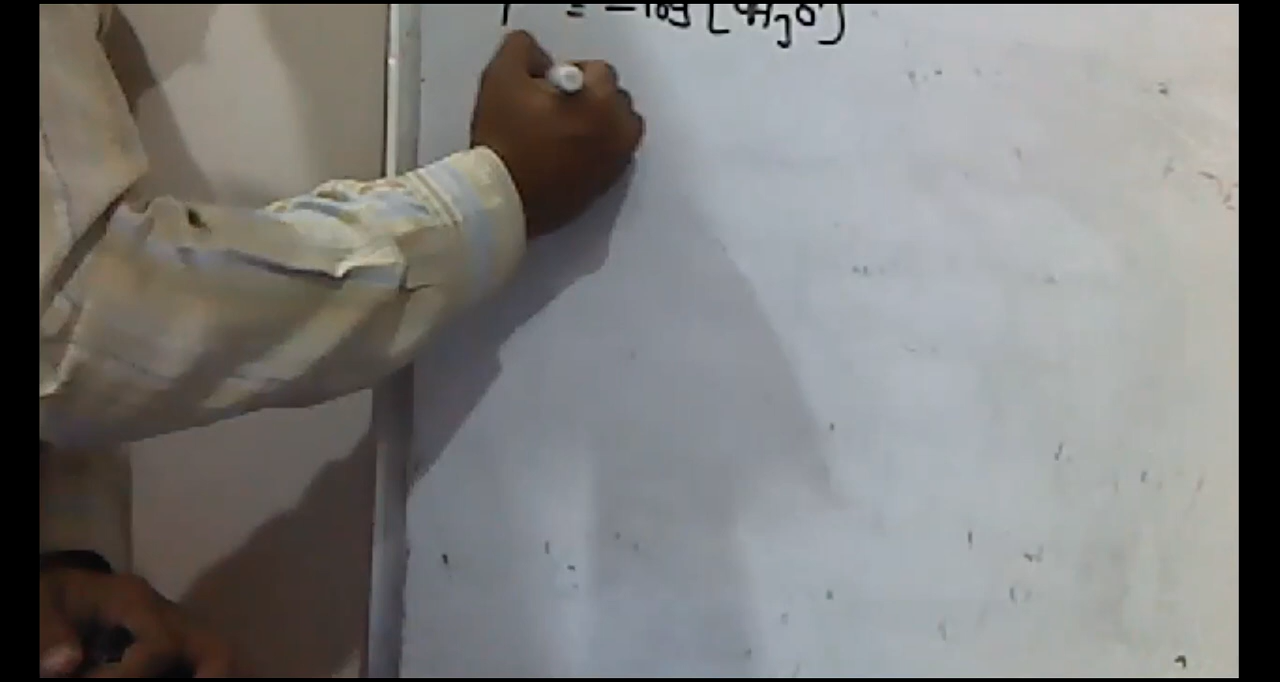 = -log [H₃O⁺]